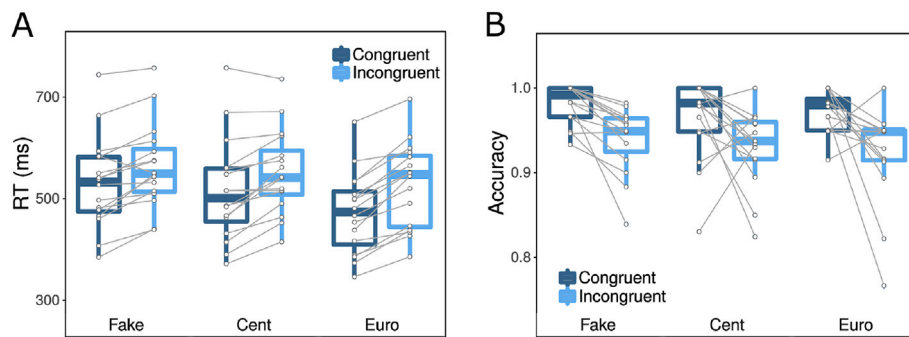 A
RT (ms)
700
500
300
Congruent
Incongruent
Fake
Cent
Euro
B
Accuracy
1.0
0.9
0.8
Congruent
Incongruent
Fake
Cent
Euro